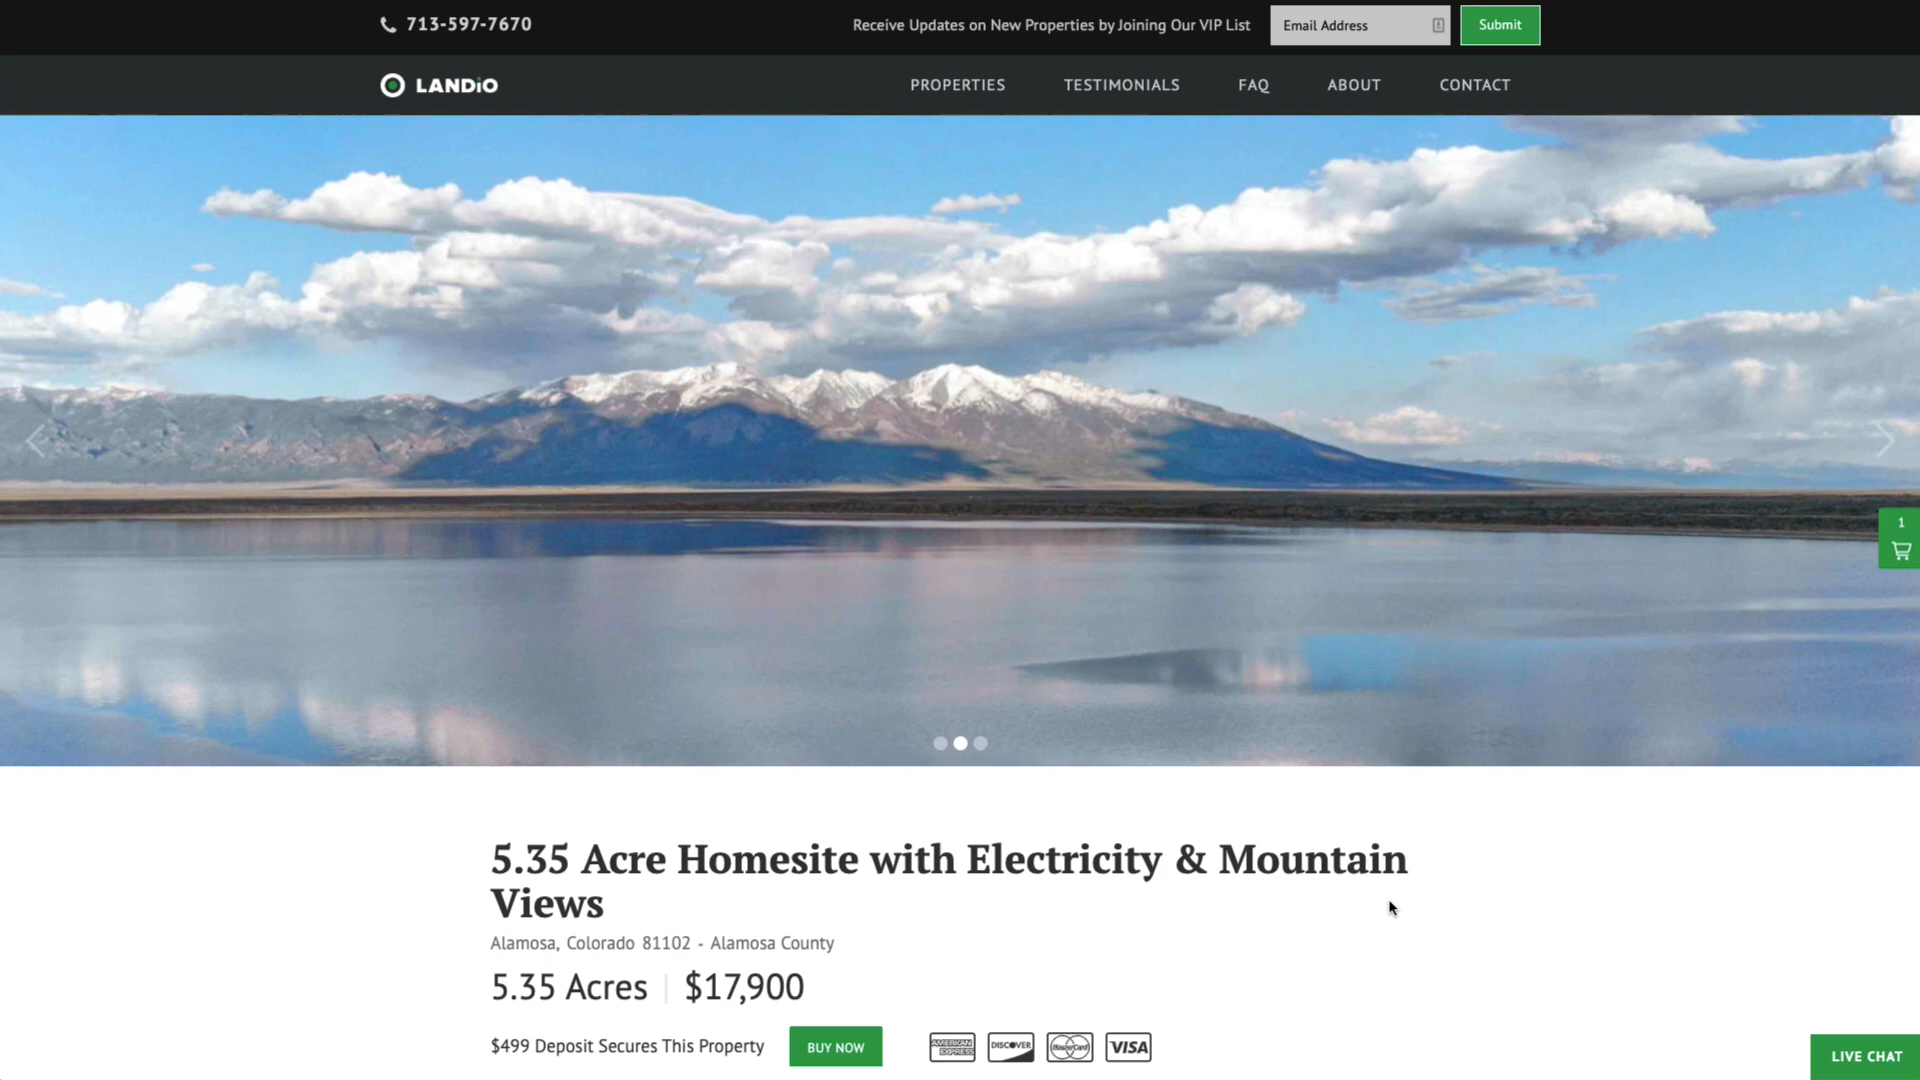 713-597-7670
Receive Updates on New Properties by Joining Our VIP List
Email Address
Submit
LANDiO
PROPERTIES
TESTIMONIALS
FAQ
ABOUT
CONTACT
1
5.35 Acre Homesite with Electricity & Mountain
Views
Alamosa, Colorado 81102 - Alamosa County
5.35 Acres | $17,900
$499 Deposit Secures This Property
BUY NOW
AMERICAN
EXPRESS
DISCOVER
MasterCard
VISA
LIVE CHAT